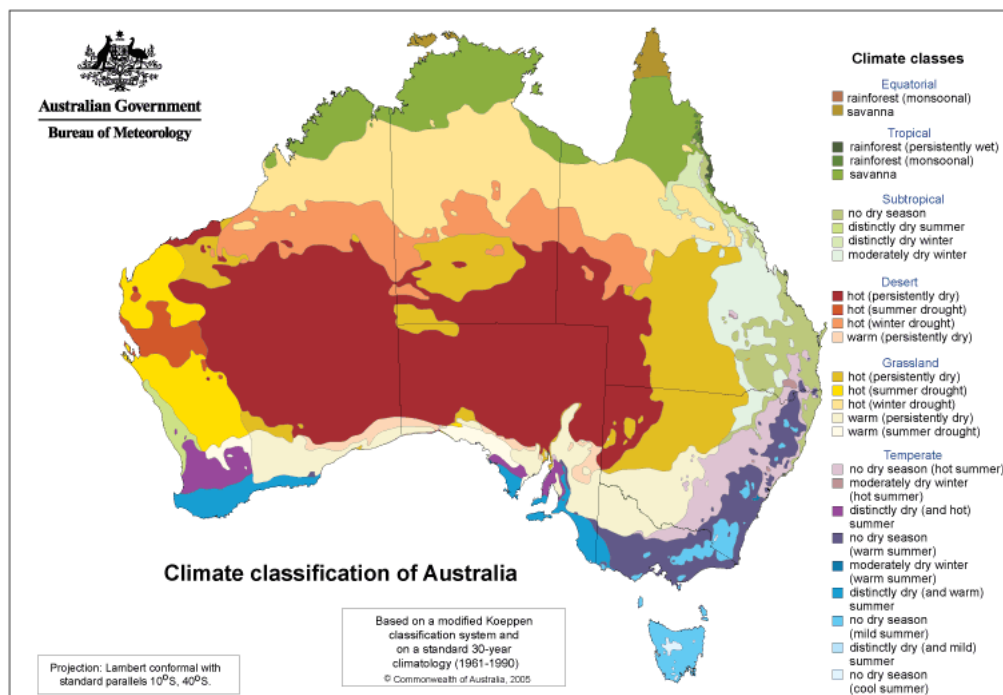 Australian Government
Bureau of Meteorology
Climate classes
Equatorial
rainforest (monsoonal)
savanna
Tropical
rainforest (persistently wet)
rainforest (monsoonal)
savanna
Subtropical
no dry season
distinctly dry summer
distinctly dry winter
moderately dry winter
Desert
hot (persistently dry)
hot (summer drought)
hot (winter drought)
warm (persistently dry)
Grassland
hot (persistently dry)
hot (summer drought)
hot (winter drought)
warm (persistently dry)
warm (summer drought)
Temperate
no dry season (hot summer)
moderately dry winter
(hot summer)
distinctly dry (and hot)
summer
no dry season
(warm summer)
moderately dry winter
(warm summer)
distinctly dry (and warm)
summer
no dry season
(mild summer)
distinctly dry (and mild)
summer
no dry season
(cool summer)
Climate classification of Australia
Based on a modified Koeppen
classification system and
on a standard 30-year
climatology (1961-1990)
© Commonwealth of Australia, 2005
Projection: Lambert conformal with
standard parallels 10°S, 40°S.